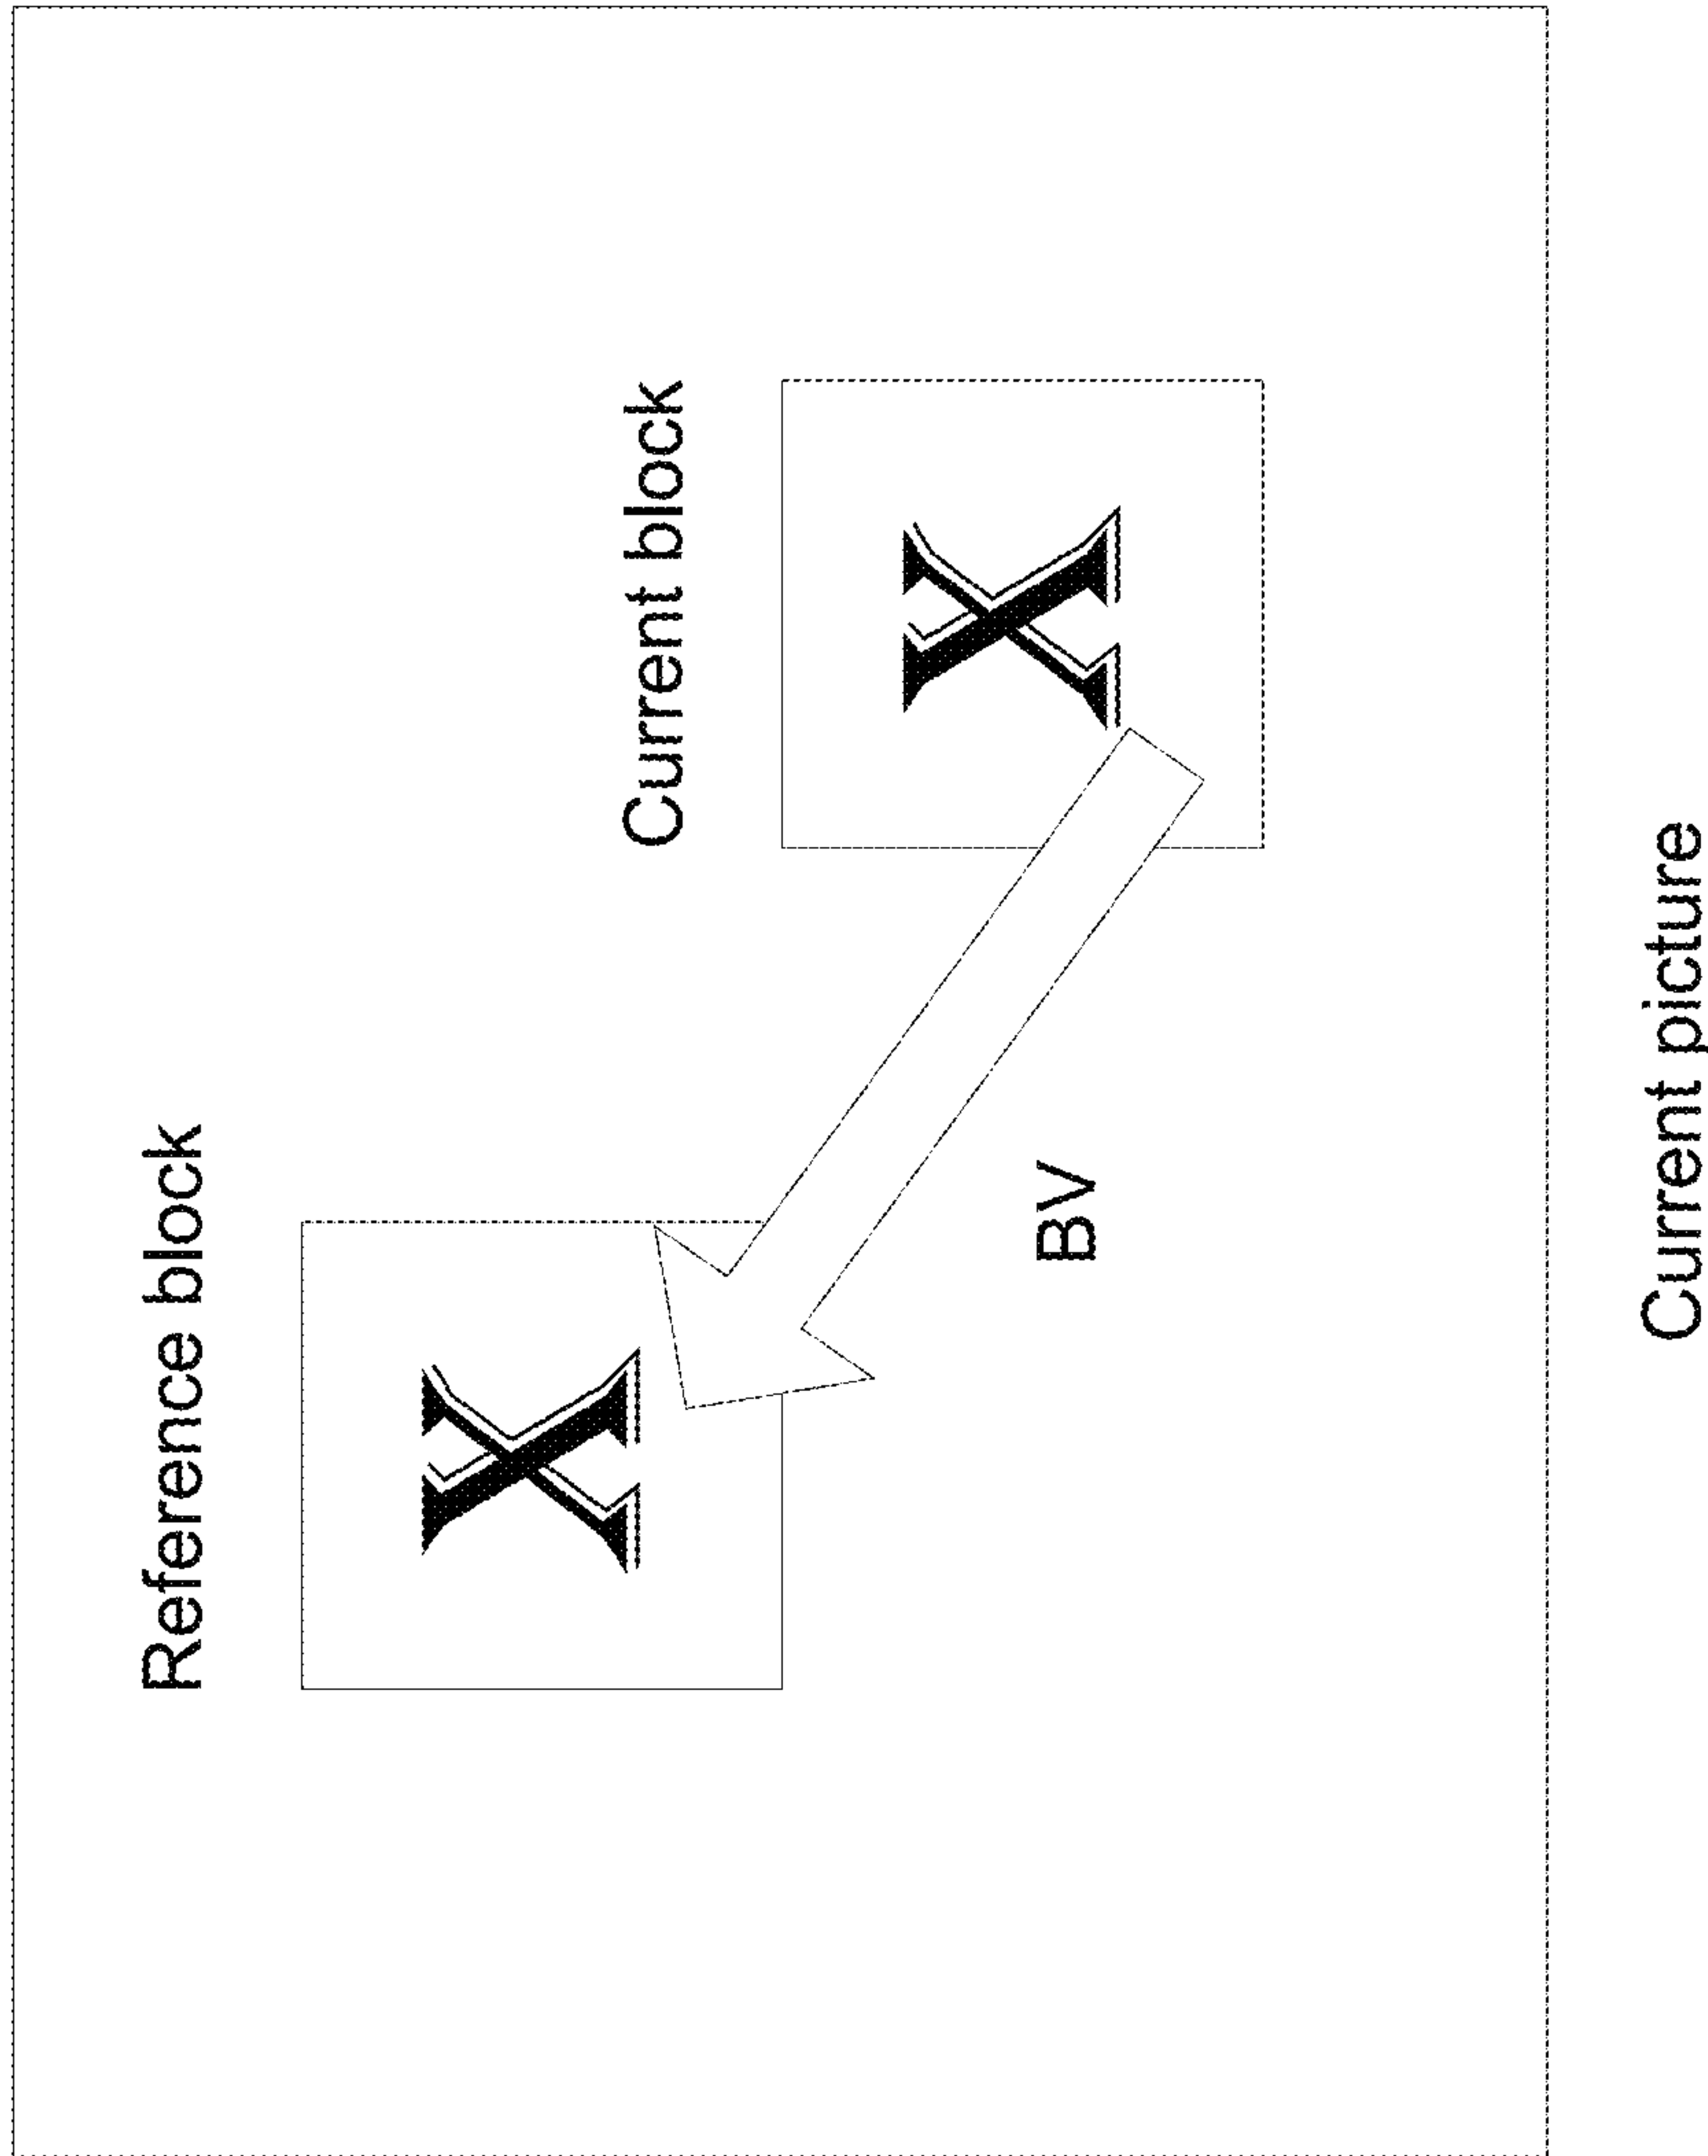 Reference block
X
Current block
X
BV
Current picture